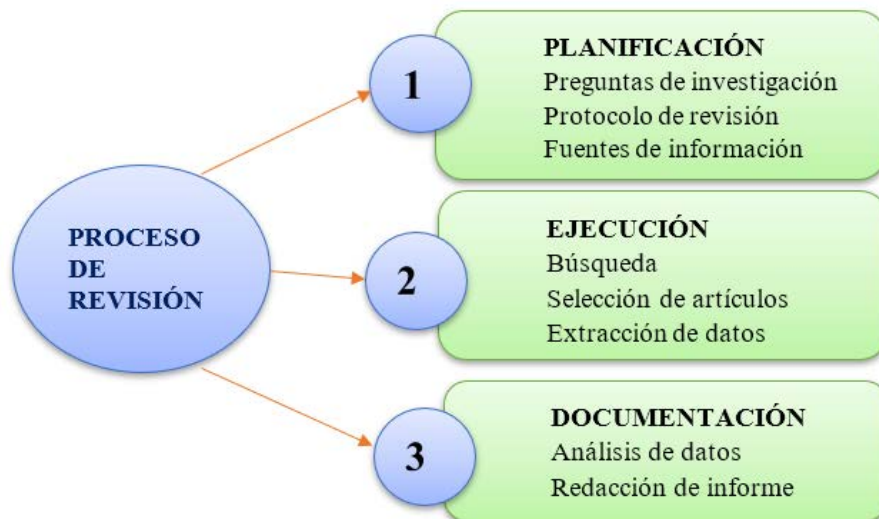 PROCESO
DE
REVISIÓN
1
PLANIFICACIÓN
Preguntas de investigación
Protocolo de revisión
Fuentes de información
2
EJECUCIÓN
Búsqueda
Selección de artículos
Extracción de datos
3
DOCUMENTACIÓN
Análisis de datos
Redacción de informe